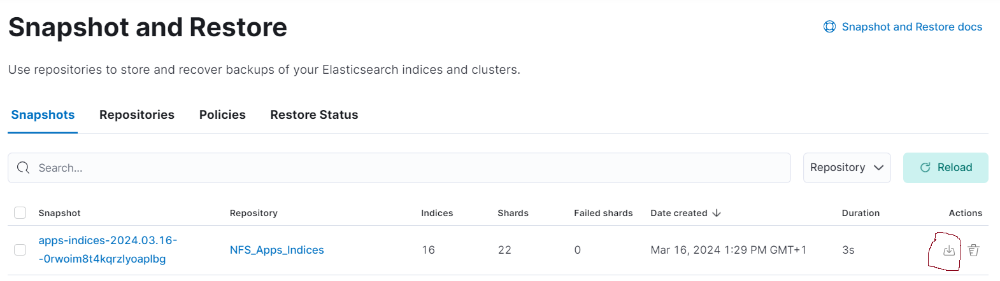 Snapshot and Restore
Snapshot and Restore docs
Use repositories to store and recover backups of your Elasticsearch indices and clusters.
Snapshots Repositories Policies Restore Status
Search...
Repository
Reload
Snapshot Repository Indices Shards Failed shards Date created Duration Actions
apps-indices-2024.03.16-
-0rwoim8t4kqrzlyoaplbg
NFS_Apps_Indices 16 22 0 Mar 16, 2024 1:29 PM GMT+1 3s